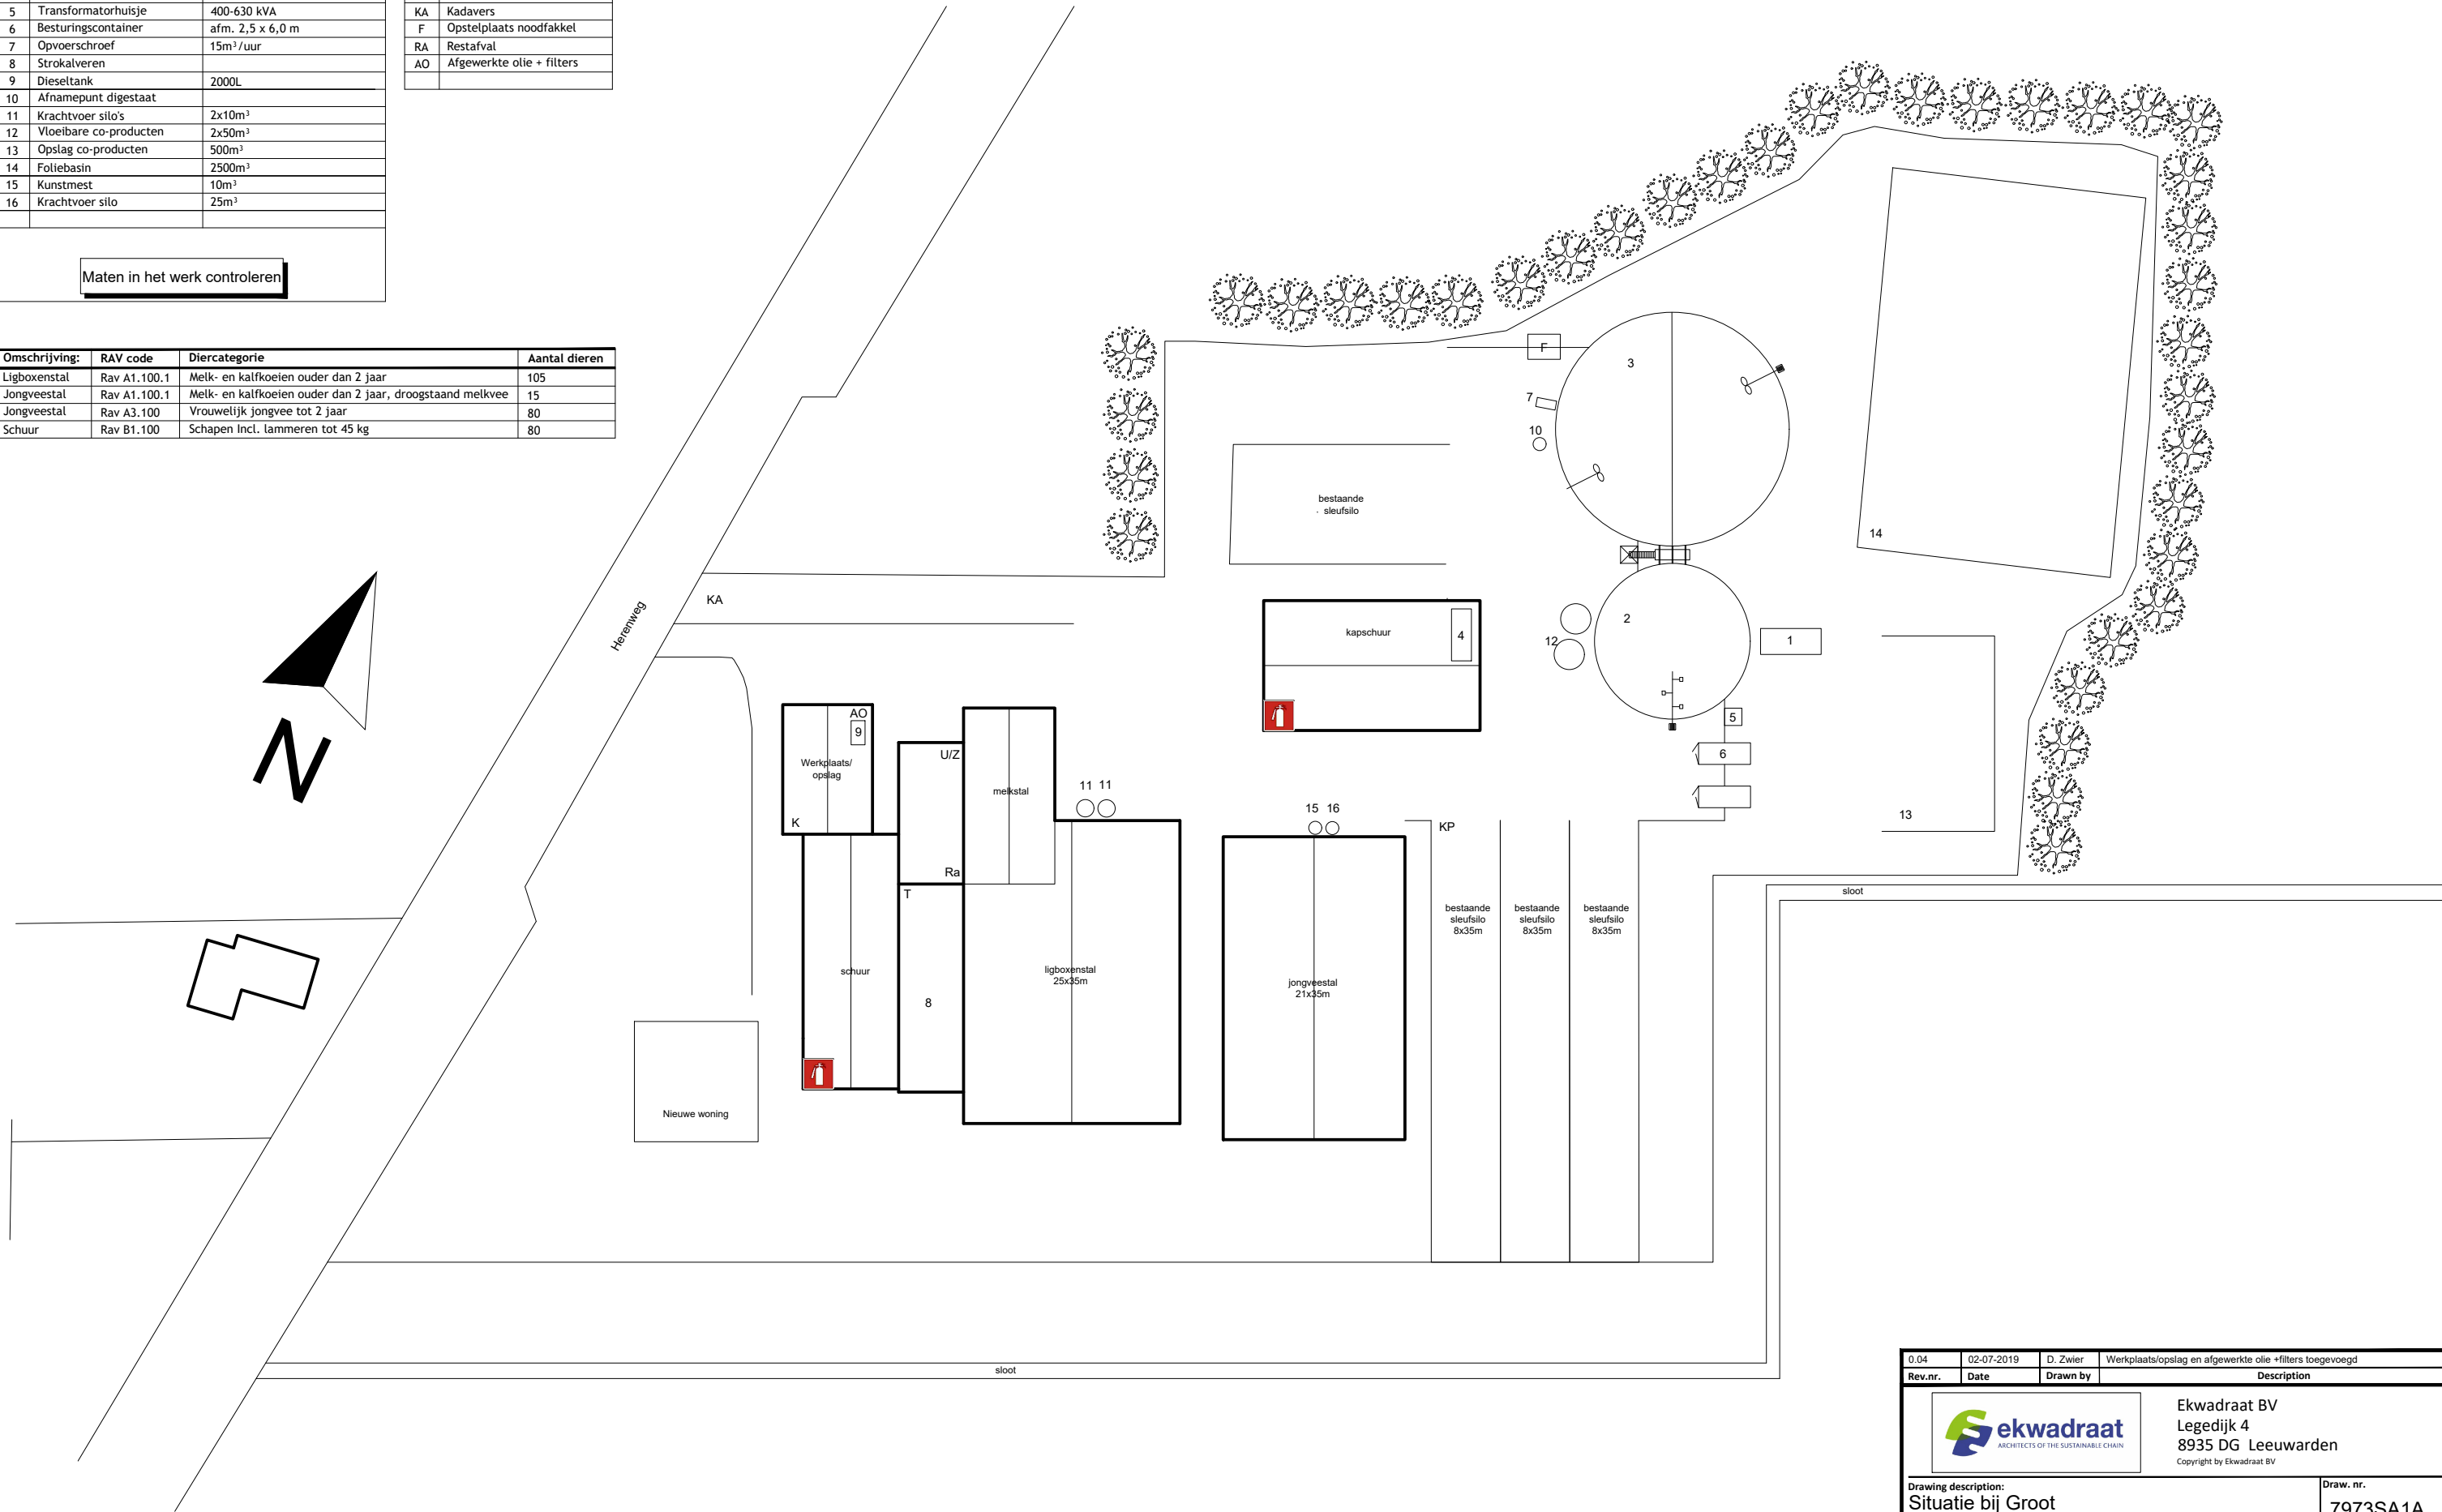 5 Transformatorhuisje 400-630 kVA
6 Besturingscontainer afm. 2,5 x 6,0 m
7 Opvoerschroef 15m³/uur
8 Strokalveren
9 Dieseltank 2000L
10 Afnamepunt digestaat
11 Krachtvoer silo's 2x10m³
12 Vloeibare co-producten 2x50m³
13 Opslag co-producten 500m³
14 Foliebasin 2500m³
15 Kunstmest 10m³
16 Krachtvoer silo 25m³
KA Kadavers
F Opstelplaats noodfakkel
RA Restafval
AO Afgewerkte olie + filters
Maten in het werk controleren
Omschrijving: RAV code Diercategorie Aantal dieren
Ligboxenstal Rav A1.100.1 Melk- en kalfkoeien ouder dan 2 jaar 105
Jongveestal Rav A1.100.1 Melk- en kalfkoeien ouder dan 2 jaar, droogstaand melkvee 15
Jongveestal Rav A3.100 Vrouwelijk jongvee tot 2 jaar 80
Schuur Rav B1.100 Schapen Incl. lammeren tot 45 kg 80
F
3
7
10
bestaande
sleufsilo
14
N
Herenweg
KA
kapschuur
4
12
2
1
5
6
13
AO
9
Werkplaats/
opslag
K
U/Z
Ra
melkstal
11 11
15 16
KP
T
schuur
8
ligboxenstal
25x35m
jongveestal
21x35m
bestaande
sleufsilo
8x35m
bestaande
sleufsilo
8x35m
bestaande
sleufsilo
8x35m
sloot
Nieuwe woning
sloot
0.04 02-07-2019 D. Zwier Werkplaats/opslag en afgewerkte olie +filters toegevoegd
Rev.nr. Date Drawn by Description
ekwadraat
ARCHITECTS OF THE SUSTAINABLE CHAIN
Ekwadraat BV
Legedijk 4
8935 DG Leeuwarden
Copyright by Ekwadraat BV
Drawing description:
Situatie bij Groot
Draw. nr.
7973SA1A